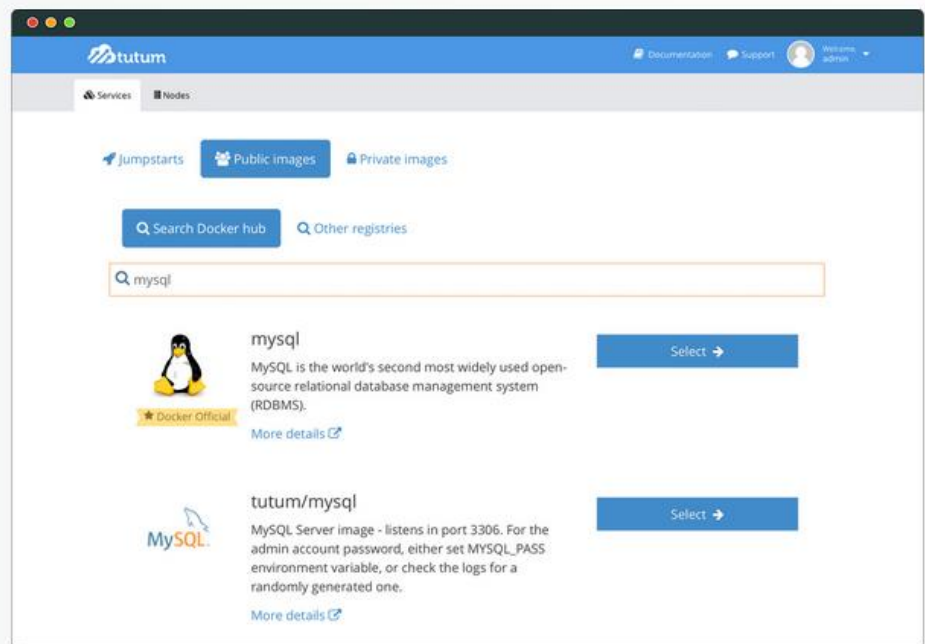 tutum
Documentation
Support
Welcome,
admin
Services
Nodes
Jumpstarts
Public images
Private images
Search Docker hub
Other registries
mysql
mysql
MySQL is the world's second most widely used open-
source relational database management system
(RDBMS).
Select
Docker Official
More details
tutum/mysql
MySQL Server image - listens in port 3306. For the
admin account password, either set MYSQL_PASS
environment variable, or check the logs for a
randomly generated one.
Select
MySQL.
More details